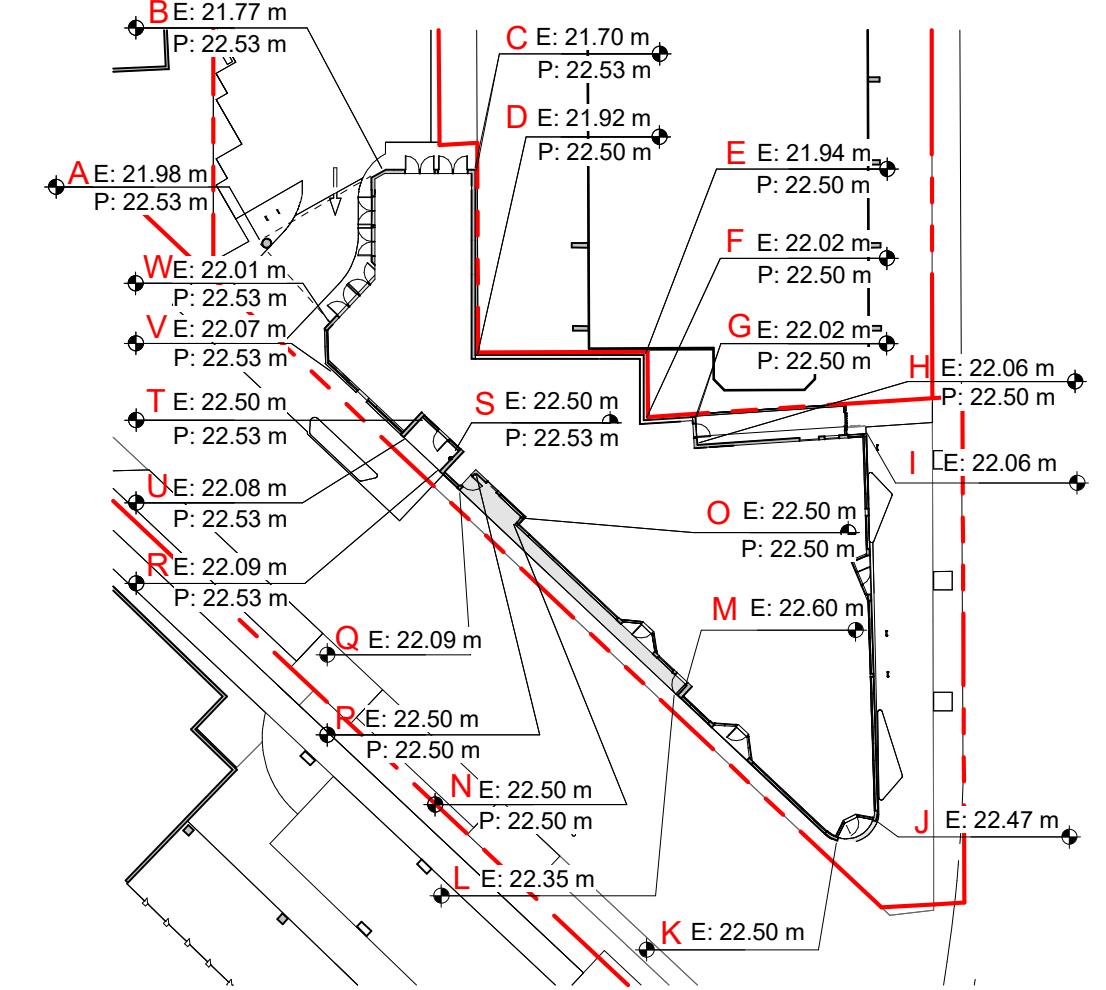 B E: 21.77 m
P: 22.53 m
C E: 21.70 m
P: 22.53 m
D E: 21.92 m
P: 22.50 m
E E: 21.94 m
P: 22.50 m
A E: 21.98 m
P: 22.53 m
F E: 22.02 m
P: 22.50 m
W E: 22.01 m
P: 22.53 m
V E: 22.07 m
P: 22.53 m
G E: 22.02 m
P: 22.50 m
H E: 22.06 m
P: 22.50 m
T E: 22.50 m
P: 22.53 m
S E: 22.50 m
P: 22.53 m
I E: 22.06 m
U E: 22.08 m
P: 22.53 m
O E: 22.50 m
P: 22.50 m
R E: 22.09 m
P: 22.53 m
M E: 22.60 m
Q E: 22.09 m
P E: 22.50 m
P: 22.50 m
N E: 22.50 m
P: 22.50 m
J E: 22.47 m
L E: 22.35 m
K E: 22.50 m